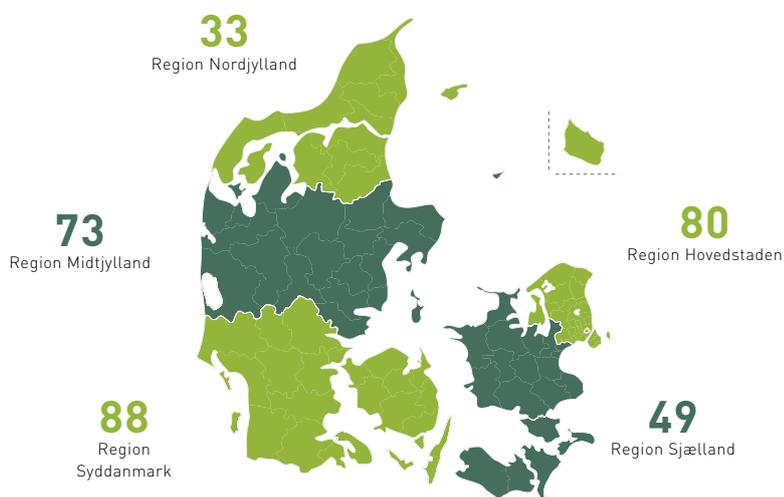 33
Region Nordjylland
73
Region Midtjylland
80
Region Hovedstaden
88
Region
Syddanmark
49
Region Sjælland